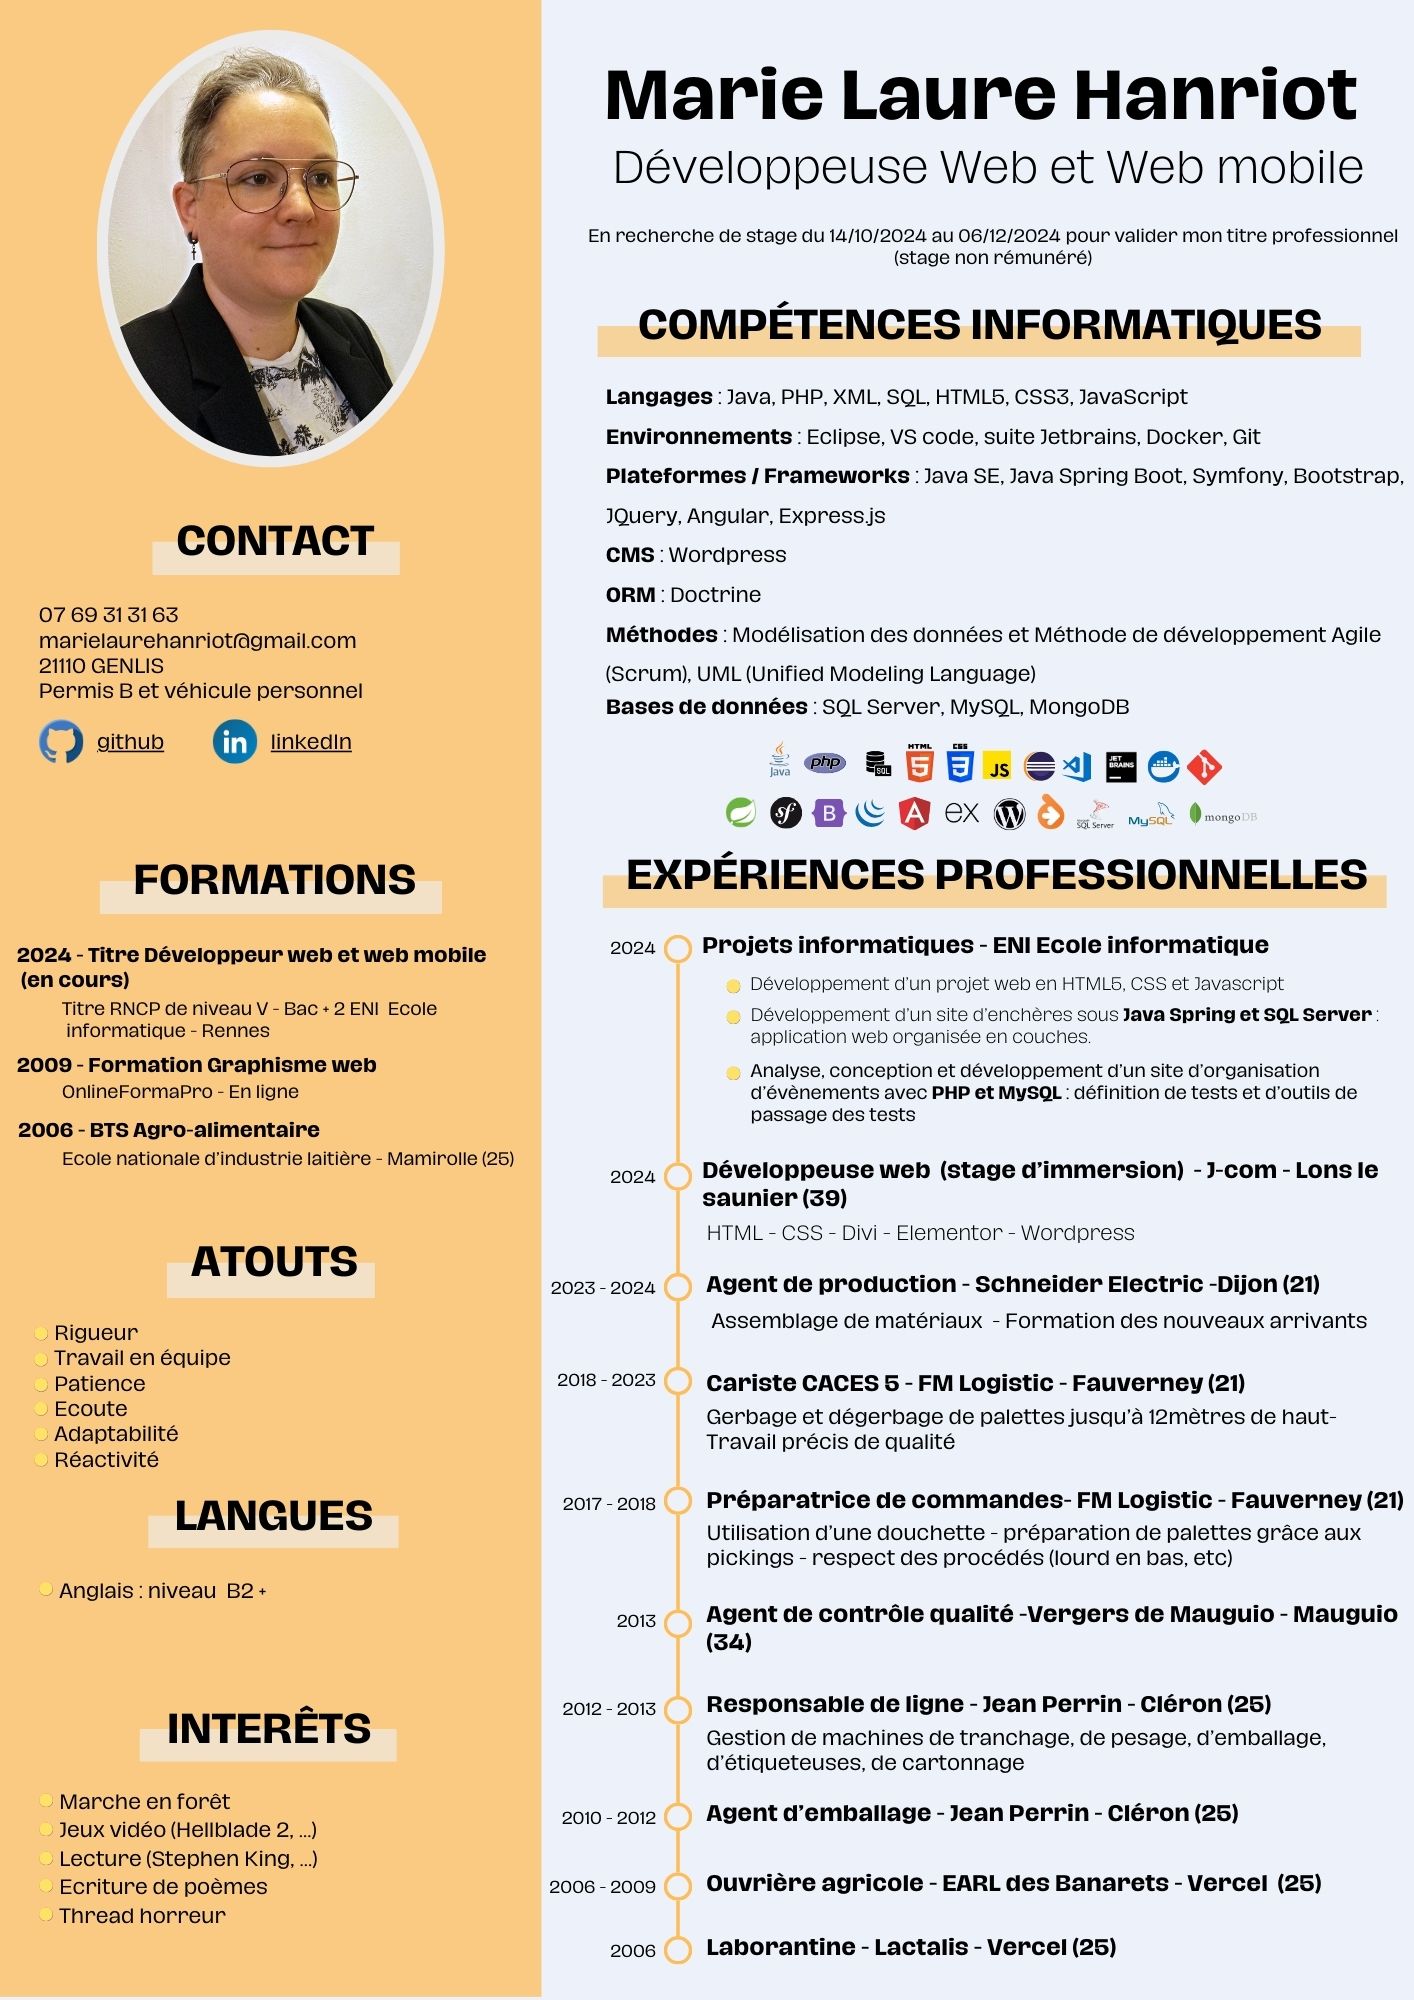 Marie Laure Hanriot
Développeuse Web et Web mobile
En recherche de stage du 14/10/2024 au 06/12/2024 pour valider mon titre professionnel
(stage non rémunéré)
CONTACT
07 69 31 31 63
marielaurehanriot@gmail.com
21110 GENLIS
Permis B et véhicule personnel
github
in linkedIn
FORMATIONS
2024 - Titre Développeur web et web mobile
(en cours)
Titre RNCP de niveau V - Bac + 2 ENI Ecole
informatique - Rennes
2009 - Formation Graphisme web
OnlineFormaPro - En ligne
2006 - BTS Agro-alimentaire
Ecole nationale d'industrie laitière - Mamirolle (25)
ATOUTS
Rigueur
Travail en équipe
Patience
Ecoute
Adaptabilité
Réactivité
LANGUES
Anglais : niveau B2 +
INTERÊTS
Marche en forêt
Jeux vidéo (Hellblade 2, ...)
Lecture (Stephen King, ...)
Ecriture de poèmes
Thread horreur
COMPÉTENCES INFORMATIQUES
Langages : Java, PHP, XML, SQL, HTML5, CSS3, JavaScript
Environnements : Eclipse, VS code, suite Jetbrains, Docker, Git
Plateformes / Frameworks : Java SE, Java Spring Boot, Symfony, Bootstrap,
JQuery, Angular, Express.js
CMS : Wordpress
ORM : Doctrine
Méthodes : Modélisation des données et Méthode de développement Agile
(Scrum), UML (Unified Modeling Language)
Bases de données : SQL Server, MySQL, MongoDB
Java php SQL HTML 5 CSS 3 JS JET BRAINS
sf B A ex W SQL Server MySQL mongoDB
EXPÉRIENCES PROFESSIONNELLES
2024 Projets informatiques - ENI Ecole informatique
Développement d'un projet web en HTML5, CSS et Javascript
Développement d'un site d'enchères sous Java Spring et SQL Server :
application web organisée en couches.
Analyse, conception et développement d'un site d'organisation
d'évènements avec PHP et MySQL : définition de tests et d'outils de
passage des tests
2024 Développeuse web (stage d'immersion) - J-com - Lons le
saunier (39)
HTML - CSS - Divi - Elementor - Wordpress
2023 - 2024 Agent de production - Schneider Electric -Dijon (21)
Assemblage de matériaux - Formation des nouveaux arrivants
2018 - 2023 Cariste CACES 5 - FM Logistic - Fauverney (21)
Gerbage et dégerbage de palettes jusqu'à 12mètres de haut-
Travail précis de qualité
2017 - 2018 Préparatrice de commandes- FM Logistic - Fauverney (21)
Utilisation d'une douchette - préparation de palettes grâce aux
pickings - respect des procédés (lourd en bas, etc)
2013 Agent de contrôle qualité -Vergers de Mauguio - Mauguio
(34)
2012 - 2013 Responsable de ligne - Jean Perrin - Cléron (25)
Gestion de machines de tranchage, de pesage, d'emballage,
d'étiqueteuses, de cartonnage
2010 - 2012 Agent d'emballage - Jean Perrin - Cléron (25)
2006 - 2009 Ouvrière agricole - EARL des Banarets - Vercel (25)
2006 Laborantine - Lactalis - Vercel (25)